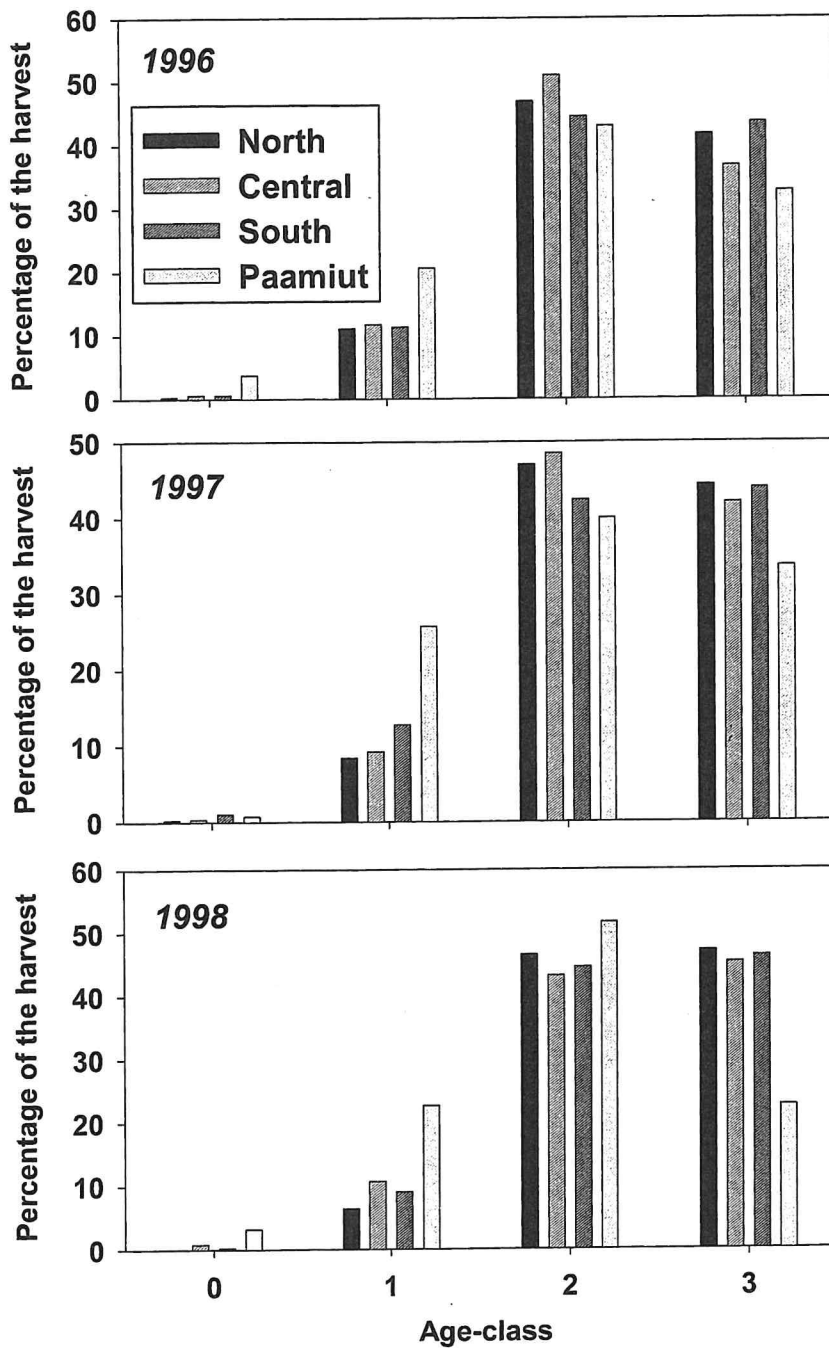 Percentage of the harvest
60
50
40
30
20
10
0
1996
North
Central
South
Paamiut
Percentage of the harvest
50
40
30
20
10
0
1997
Percentage of the harvest
60
50
40
30
20
10
0
1998
0 1 2 3
Age-class